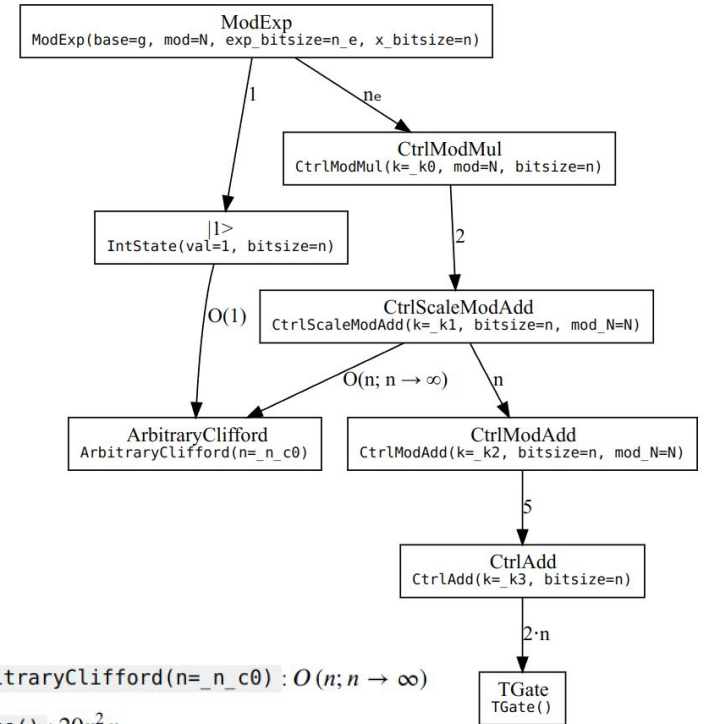 ModExp
ModExp(base=g, mod=N, exp_bitsize=n_e, x_bitsize=n)
1
nₑ
CtrlModMul
CtrlModMul(k=_k0, mod=N, bitsize=n)
|1>
IntState(val=1, bitsize=n)
2
CtrlScaleModAdd
CtrlScaleModAdd(k=_k1, bitsize=n, mod_N=N)
O(1)
O(n; n → ∞)
n
ArbitraryClifford
ArbitraryClifford(n=_n_c0)
CtrlModAdd
CtrlModAdd(k=_k2, bitsize=n, mod_N=N)
5
CtrlAdd
CtrlAdd(k=_k3, bitsize=n)
2·n
itraryClifford(n=_n_c0) : O (n; n → ∞)
TGate
TGate()